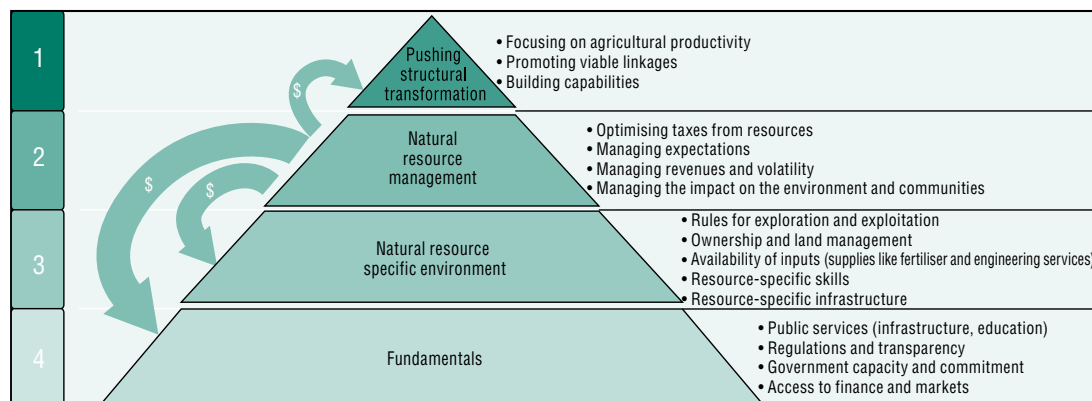 1
Pushing
structural
transformation
• Focusing on agricultural productivity
• Promoting viable linkages
• Building capabilities
$
2
Natural
resource
management
• Optimising taxes from resources
• Managing expectations
• Managing revenues and volatility
• Managing the impact on the environment and communities
$
$
3
Natural resource
specific environment
• Rules for exploration and exploitation
• Ownership and land management
• Availability of inputs (supplies like fertiliser and engineering services)
• Resource-specific skills
• Resource-specific infrastructure
4
Fundamentals
• Public services (infrastructure, education)
• Regulations and transparency
• Government capacity and commitment
• Access to finance and markets